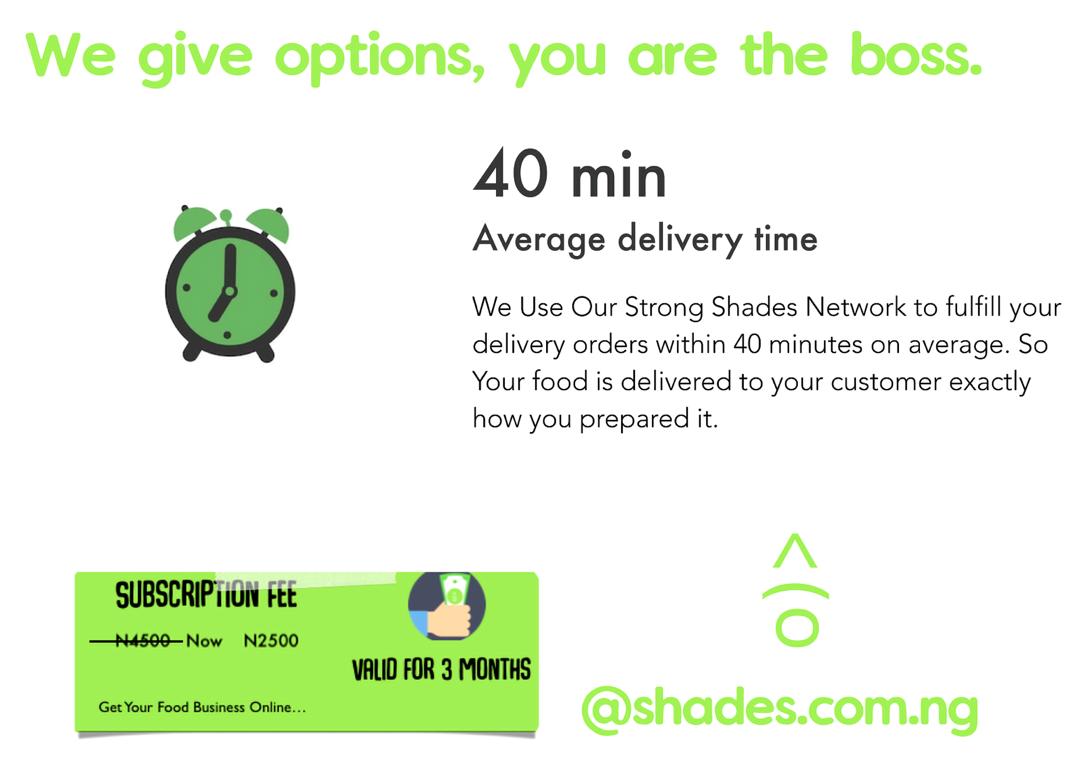 We give options, you are the boss.
40 min
Average delivery time
We Use Our Strong Shades Network to fulfill your
delivery orders within 40 minutes on average. So
Your food is delivered to your customer exactly
how you prepared it.
SUBSCRIPTION FEE
N4500 Now N2500
VALID FOR 3 MONTHS
Get Your Food Business Online...
@shades.com.ng